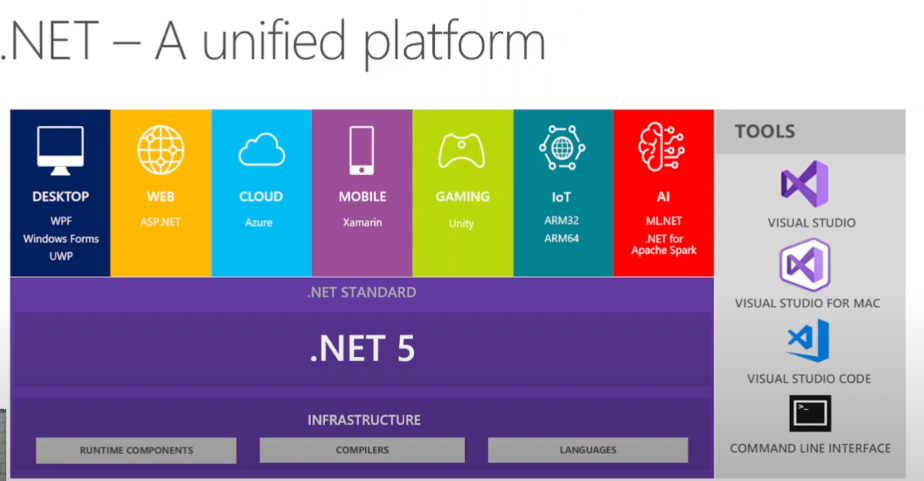 .NET – A unified platform
DESKTOP
WPF
Windows Forms
UWP
WEB
ASP.NET
CLOUD
Azure
MOBILE
Xamarin
GAMING
Unity
IoT
ARM32
ARM64
AI
ML.NET
.NET for
Apache Spark
.NET STANDARD
.NET 5
INFRASTRUCTURE
RUNTIME COMPONENTS
COMPILERS
LANGUAGES
TOOLS
VISUAL STUDIO
VISUAL STUDIO FOR MAC
VISUAL STUDIO CODE
>_
COMMAND LINE INTERFACE